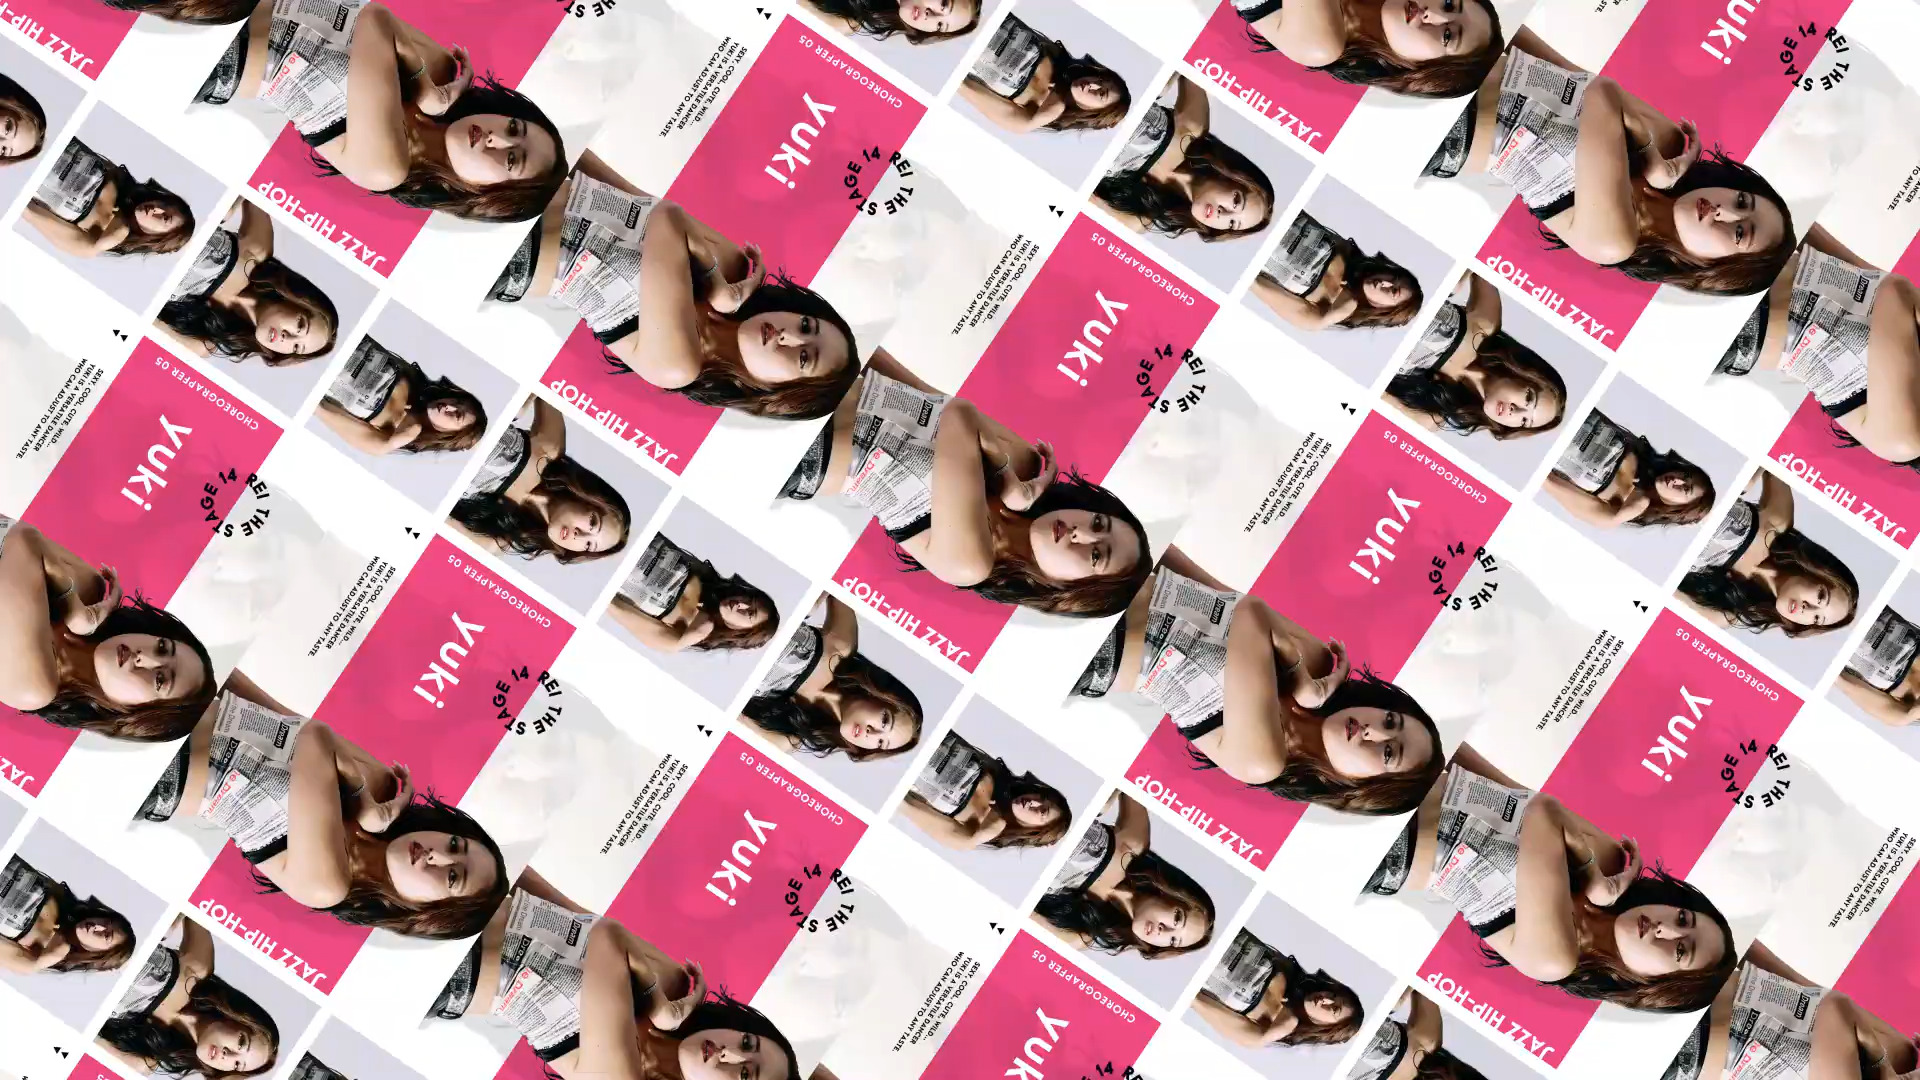 CHOREOGRAPFER 05
YUKi
REI THE STAGE 14
JAZZ HIP-HOP
SEXY, COOL, CUTE, WILD...
YUKI IS A VERSATILE DANCER
WHO CAN ADJUST TO ANY TASTE.